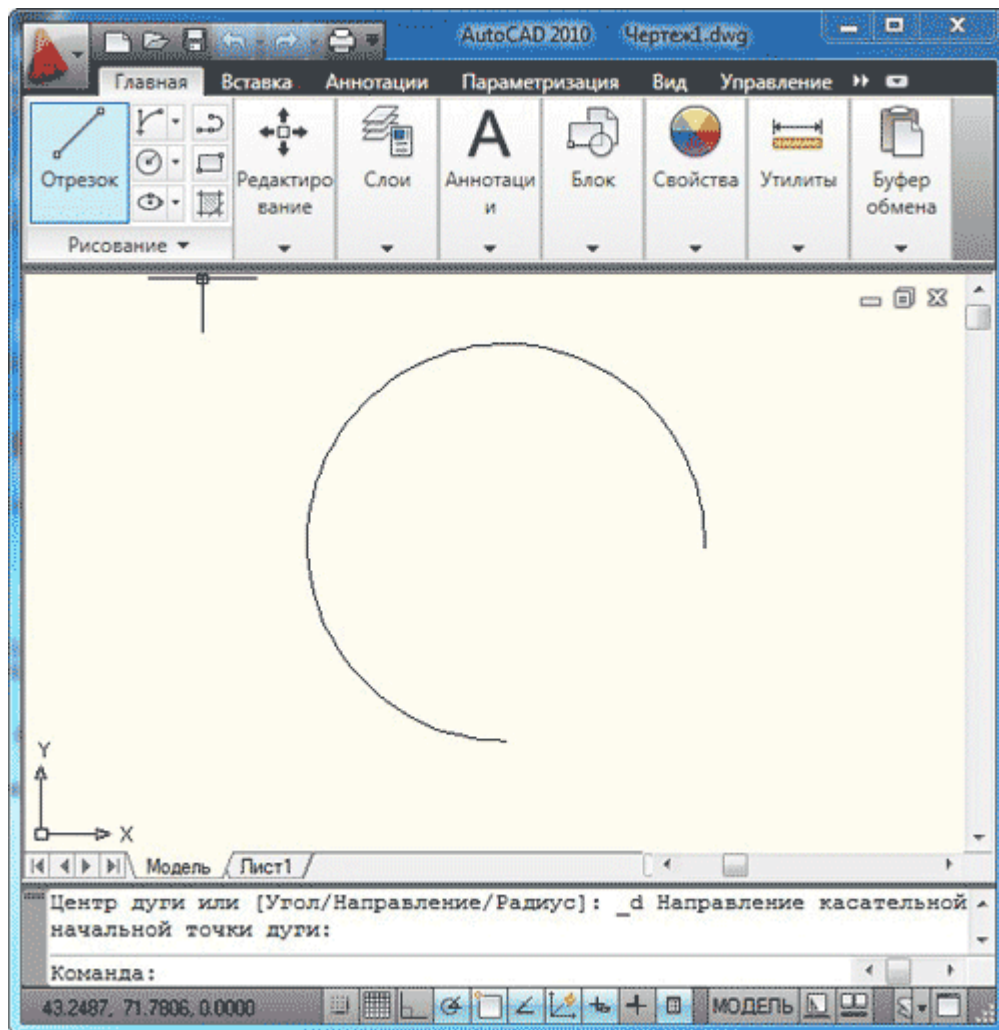 AutoCAD 2010 Чертеж1.dwg
Главная Вставка Аннотации Параметризация Вид Управление
Отрезок
Редактиро
вание
Слои
Аннотаци
и
Блок
Свойства
Утилиты
Буфер
обмена
Рисование
Y
X
Модель Лист1
Центр дуги или [Угол/Направление/Радиус]: _d Направление касательной
начальной точки дуги:
Команда:
43.2487, 71.7806, 0.0000 МОДЕЛЬ